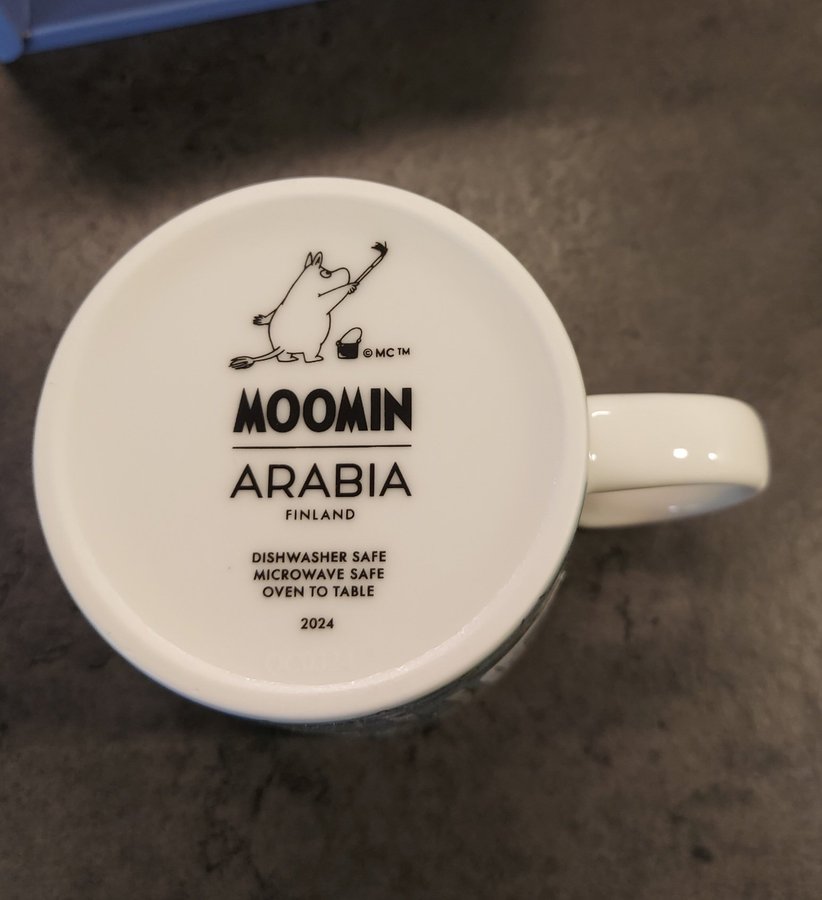 © MC ™
MOOMIN
ARABIA
FINLAND
DISHWASHER SAFE
MICROWAVE SAFE
OVEN TO TABLE
2024